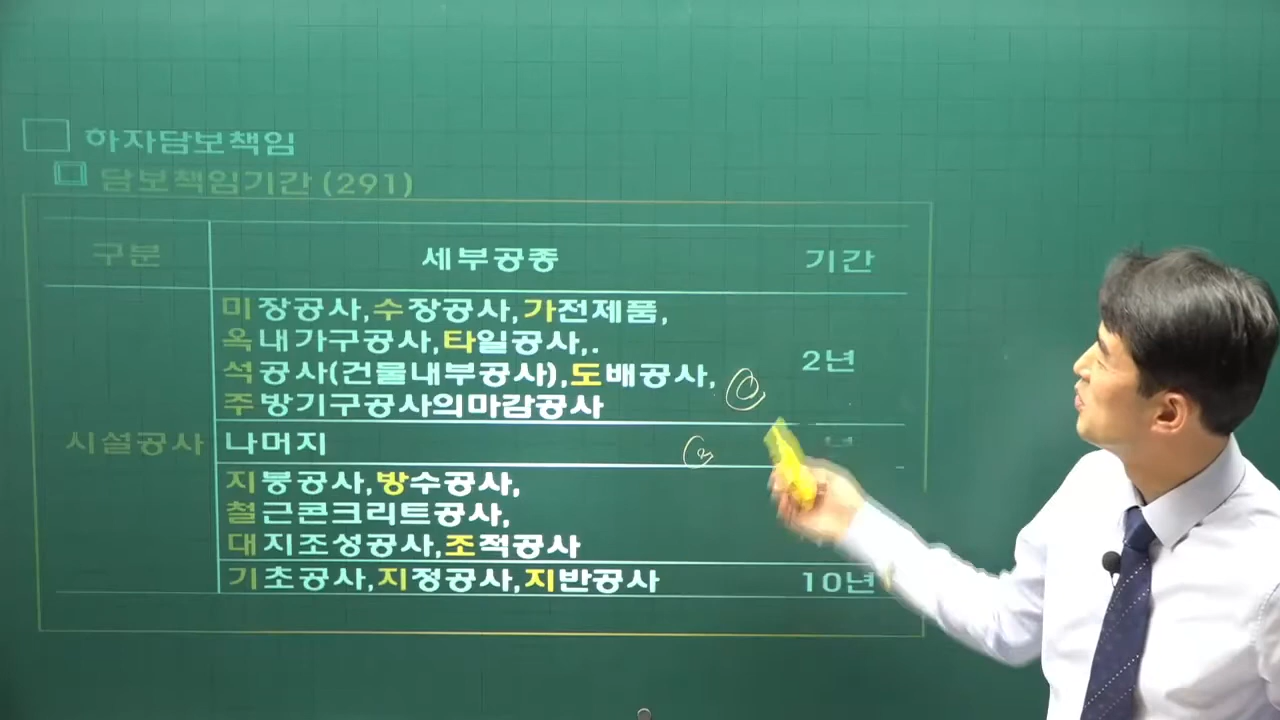 하자담보책임
담보책임기간 (291)
구분 세부공종 기간
미장공사,수장공사,가전제품,
옥내가구공사,타일공사,.
석공사(건물내부공사),도배공사,
주방기구공사의마감공사
2년
시설공사
나머지
지붕공사,방수공사,
철근콘크리트공사,
대지조성공사,조적공사
기초공사,지정공사,지반공사 10년